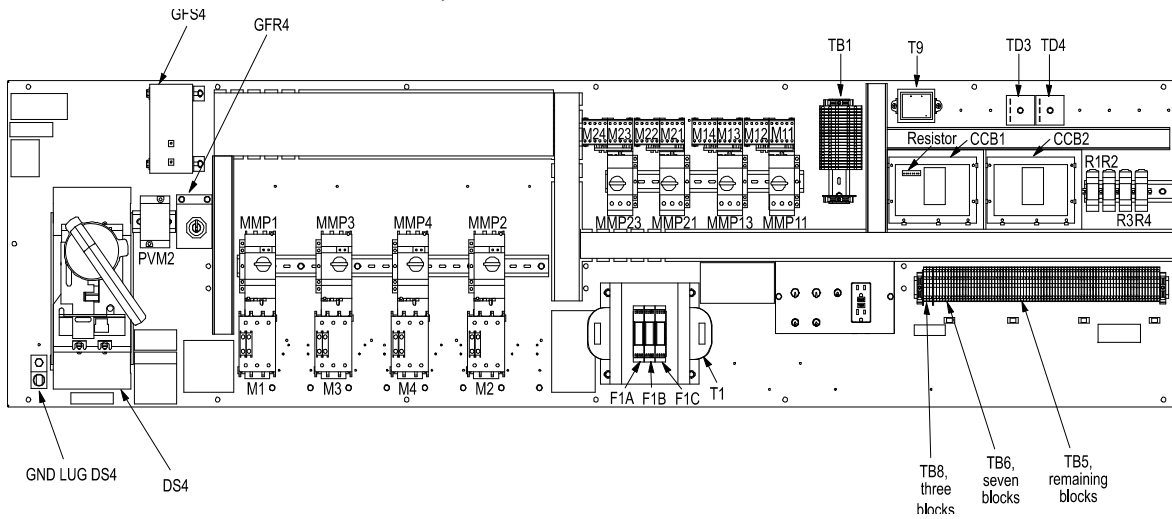 GFS4
GFR4
TB1
T9
TD3
TD4
M24 M23 M22 M21 M14 M13 M12 M11
Resistor
CCB1
CCB2
R1R2
R3R4
MMP23 MMP21 MMP13 MMP11
PVM2
MMP1
MMP3
MMP4
MMP2
M1
M3
M4
M2
F1A
F1B
F1C
T1
GND LUG DS4
DS4
TB8,
three
blocks
TB6,
seven
blocks
TB5,
remaining
blocks